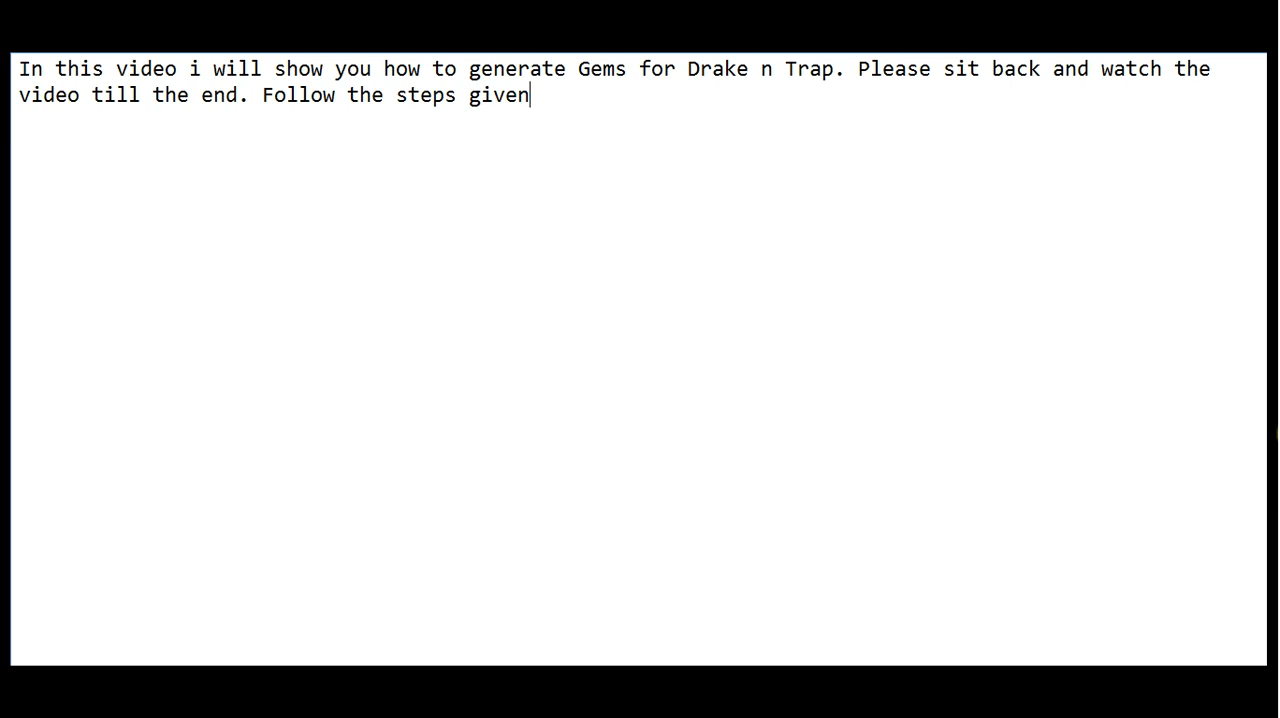 In this video i will show you how to generate Gems for Drake n Trap. Please sit back and watch the
video till the end. Follow the steps given